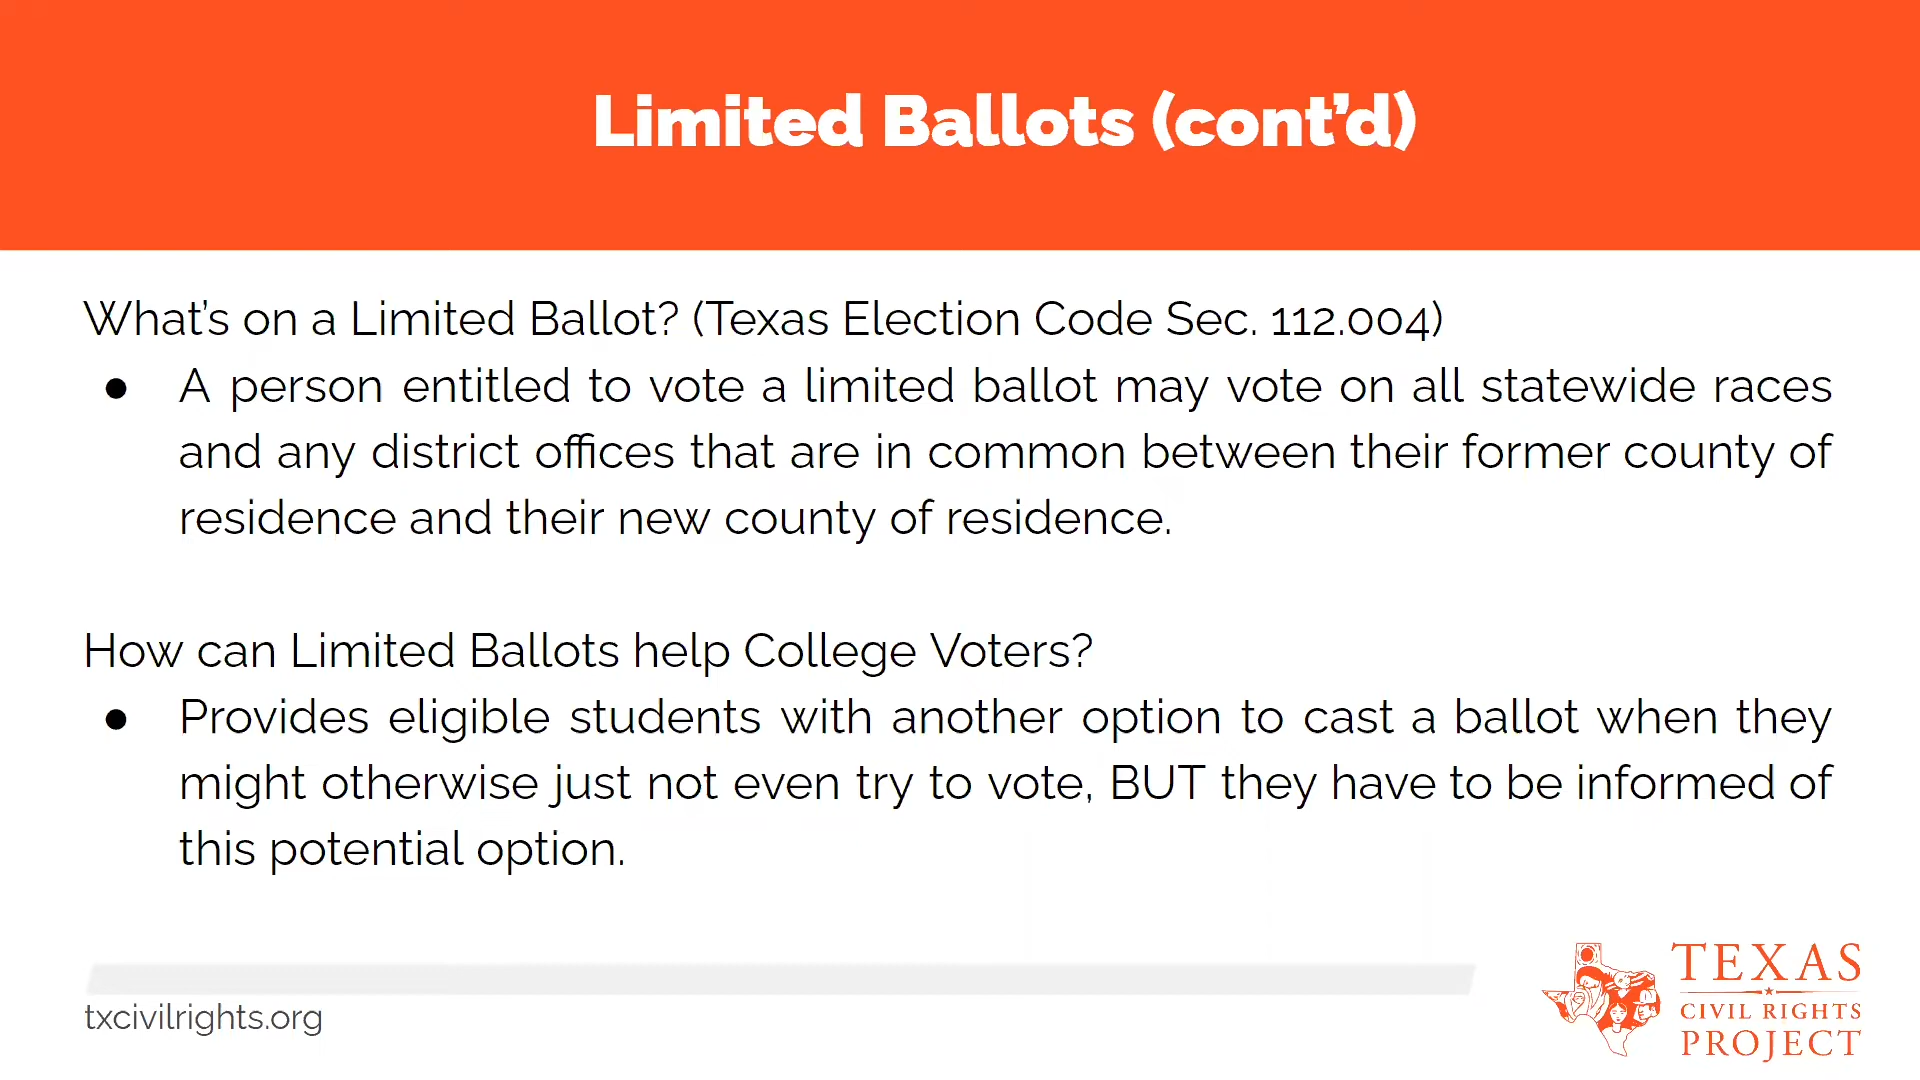 Limited Ballots (cont’d)
What’s on a Limited Ballot? (Texas Election Code Sec. 112.004)
● A person entitled to vote a limited ballot may vote on all statewide races
and any district offices that are in common between their former county of
residence and their new county of residence.
How can Limited Ballots help College Voters?
● Provides eligible students with another option to cast a ballot when they
might otherwise just not even try to vote, BUT they have to be informed of
this potential option.
txcivilrights.org
TEXAS
CIVIL RIGHTS
PROJECT